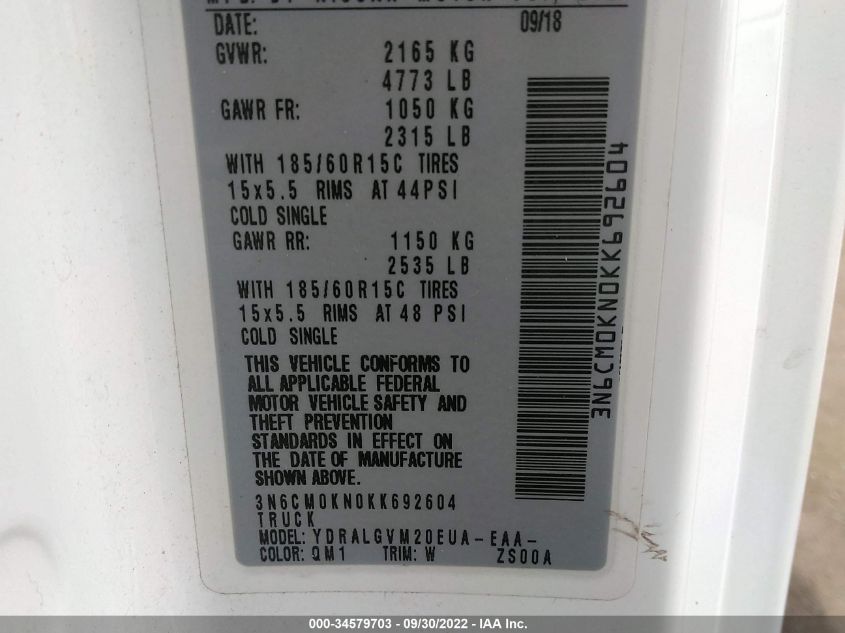 MFD. BY NISSAN MOTOR
DATE: 09/18
GVWR: 2165 KG
4773 LB
GAWR FR: 1050 KG
2315 LB
WITH 185/60R15C TIRES
15x5.5 RIMS AT 44PSI
COLD SINGLE
GAWR RR: 1150 KG
2535 LB
WITH 185/60R15C TIRES
15x5.5 RIMS AT 48 PSI
COLD SINGLE
THIS VEHICLE CONFORMS TO
ALL APPLICABLE FEDERAL
MOTOR VEHICLE SAFETY AND
THEFT PREVENTION
STANDARDS IN EFFECT ON
THE DATE OF MANUFACTURE
SHOWN ABOVE.
3N6CM0KN0KK692604
TRUCK
MODEL: YDRALGVM20EUA-EAA-
COLOR: QM1 TRIM: W ZS00A
3N6CM0KN0KK692604
000-34579703 - 09/30/2022 - IAA Inc.